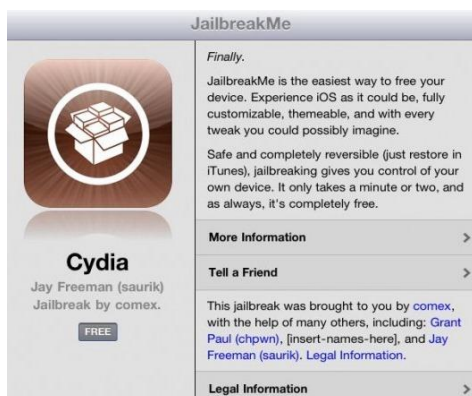 JailbreakMe
Cydia
Jay Freeman (saurik)
Jailbreak by comex.
FREE
Finally.
JailbreakMe is the easiest way to free your
device. Experience iOS as it could be, fully
customizable, themeable, and with every
tweak you could possibly imagine.
Safe and completely reversible (just restore in
iTunes), jailbreaking gives you control of your
own device. It only takes a minute or two, and
as always, it's completely free.
More Information
Tell a Friend
This jailbreak was brought to you by comex,
with the help of many others, including: Grant
Paul (chpwn), [insert-names-here], and Jay
Freeman (saurik). Legal Information.
Legal Information